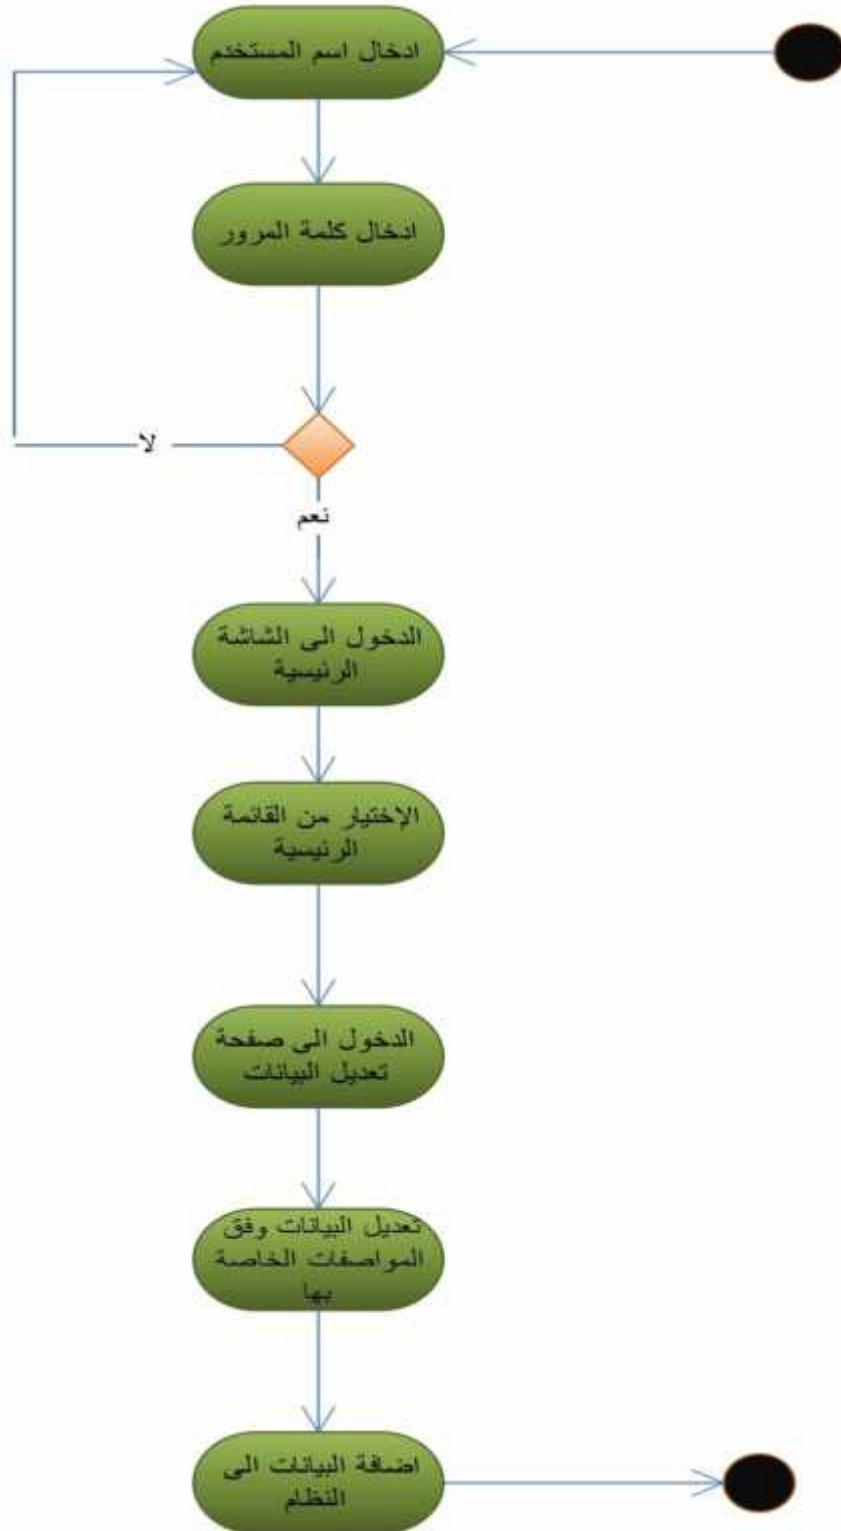 ادخال اسم المستخدم
ادخال كلمة المرور
لا
نعم
الدخول الى الشاشة
الرئيسية
الإختيار من القائمة
الرئيسية
الدخول الى صفحة
تعديل البيانات
تعديل البيانات وفق
المواصفات الخاصة
بها
اضافة البيانات الى
النظام